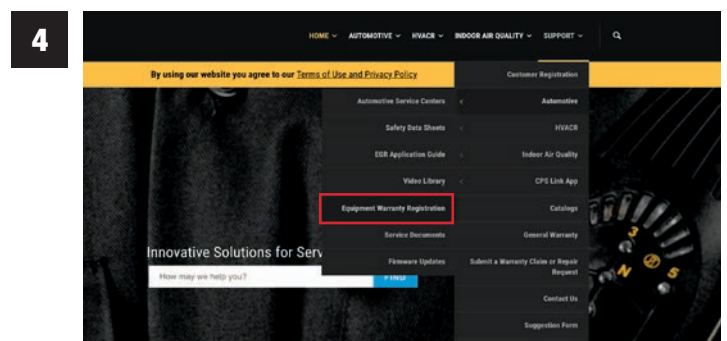 4
HOME AUTOMOTIVE HVACR INDOOR AIR QUALITY SUPPORT
By using our website you agree to our Terms of Use and Privacy Policy
Customer Registration
Automotive Service Centers
Automotive
Safety Data Sheets
HVACR
EGR Application Guide
Indoor Air Quality
Video Library
CPS Link App
Equipment Warranty Registration
Catalogs
Service Documents
General Warranty
Firmware Updates
Submit a Warranty Claim or Repair
Request
Contact Us
Suggestion Form
Innovative Solutions for Serv
How may we help you?
FIND
3
N
5